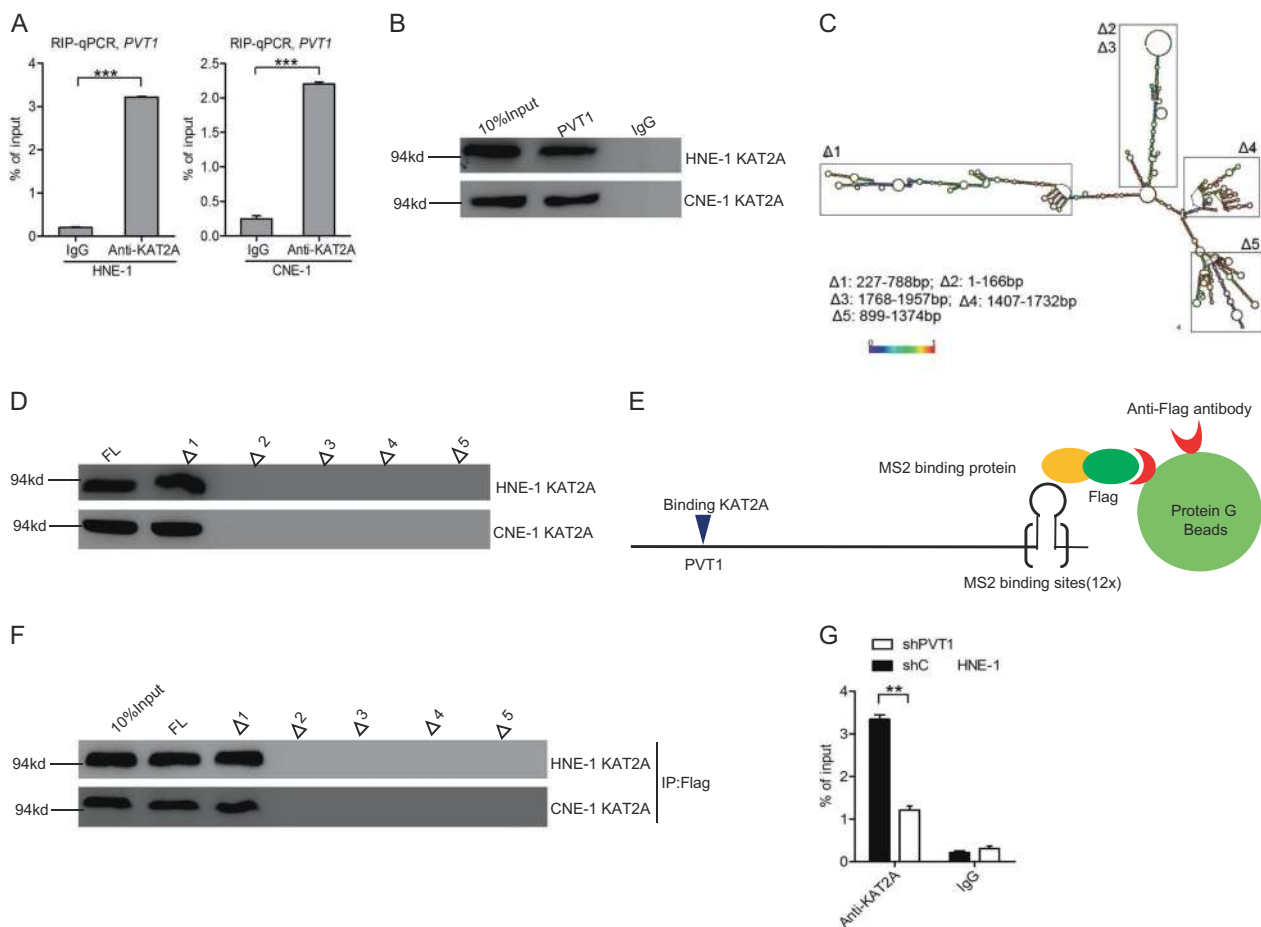 A
RIP-qPCR, PVT1
% of input
4
3
2
1
0
***
IgG
Anti-KAT2A
HNE-1
RIP-qPCR, PVT1
% of input
2.5
2.0
1.5
1.0
0.5
0.0
***
IgG
Anti-KAT2A
CNE-1
B
10%Input
PVT1
IgG
94kd
HNE-1 KAT2A
94kd
CNE-1 KAT2A
C
Δ2
Δ3
Δ1
Δ4
Δ5
Δ1: 227-788bp; Δ2: 1-166bp
Δ3: 1768-1957bp; Δ4: 1407-1732bp
Δ5: 899-1374bp
0
1
4
D
FL
Δ1
Δ2
Δ3
Δ4
Δ5
94kd
HNE-1 KAT2A
94kd
CNE-1 KAT2A
E
Anti-Flag antibody
MS2 binding protein
Flag
Protein G
Beads
Binding KAT2A
PVT1
MS2 binding sites(12x)
F
10%Input
FL
Δ1
Δ2
Δ3
Δ4
Δ5
94kd
HNE-1 KAT2A
94kd
CNE-1 KAT2A
IP:Flag
G
shPVT1
shC
HNE-1
% of input
4
3
2
1
0
**
Anti-KAT2A
IgG